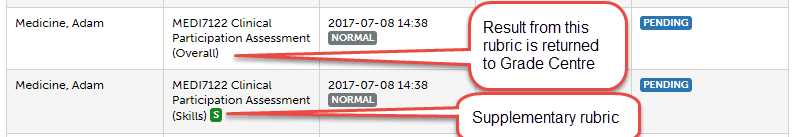 Medicine, Adam
MEDI7122 Clinical
Participation Assessment
(Overall)
2017-07-08 14:38
NORMAL
Result from this
rubric is returned
to Grade Centre
PENDING
Medicine, Adam
MEDI7122 Clinical
Participation Assessment
(Skills) S
2017-07-08 14:38
NORMAL
Supplementary rubric
PENDING